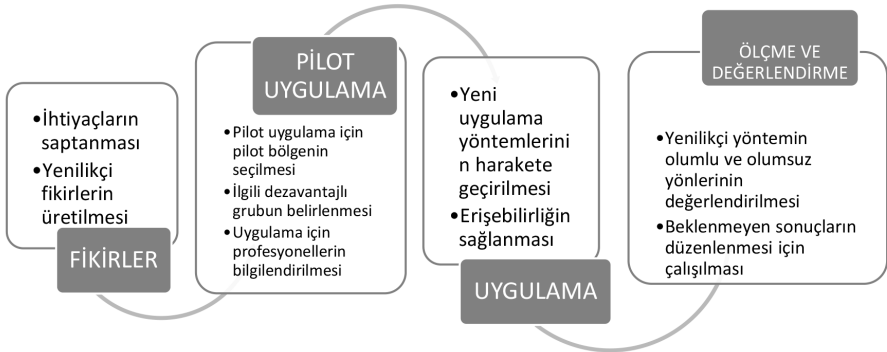 •İhtiyaçların
saptanması
•Yenilikçi
fikirlerin
üretilmesi
FİKİRLER
PİLOT
UYGULAMA
•Pilot uygulama için
pilot bölgenin
seçilmesi
•İlgili dezavantajlı
grubun belirlenmesi
•Uygulama için
profesyonellerin
bilgilendirilmesi
•Yeni
uygulama
yöntemlerini
n harakete
geçirilmesi
•Erişebilirliğin
sağlanması
UYGULAMA
ÖLÇME VE
DEĞERLENDİRME
•Yenilikçi yöntemin
olumlu ve olumsuz
yönlerinin
değerlendirilmesi
•Beklenmeyen sonuçların
düzenlenmesi için
çalışılması